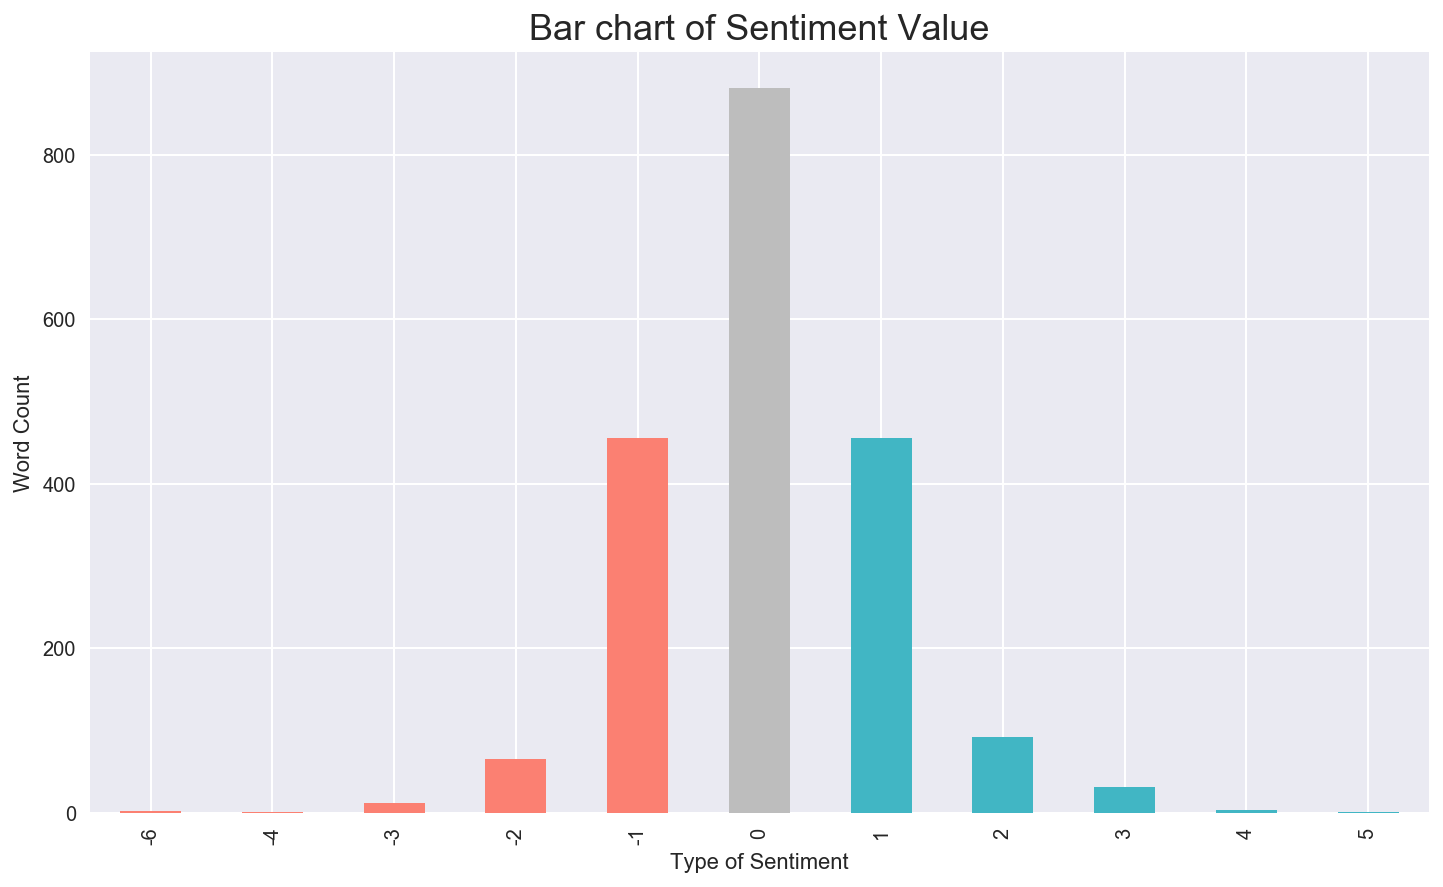 Bar chart of Sentiment Value
800
600
400
200
0
Word Count
-6 -4 -3 -2 -1 0 1 2 3 4 5
Type of Sentiment